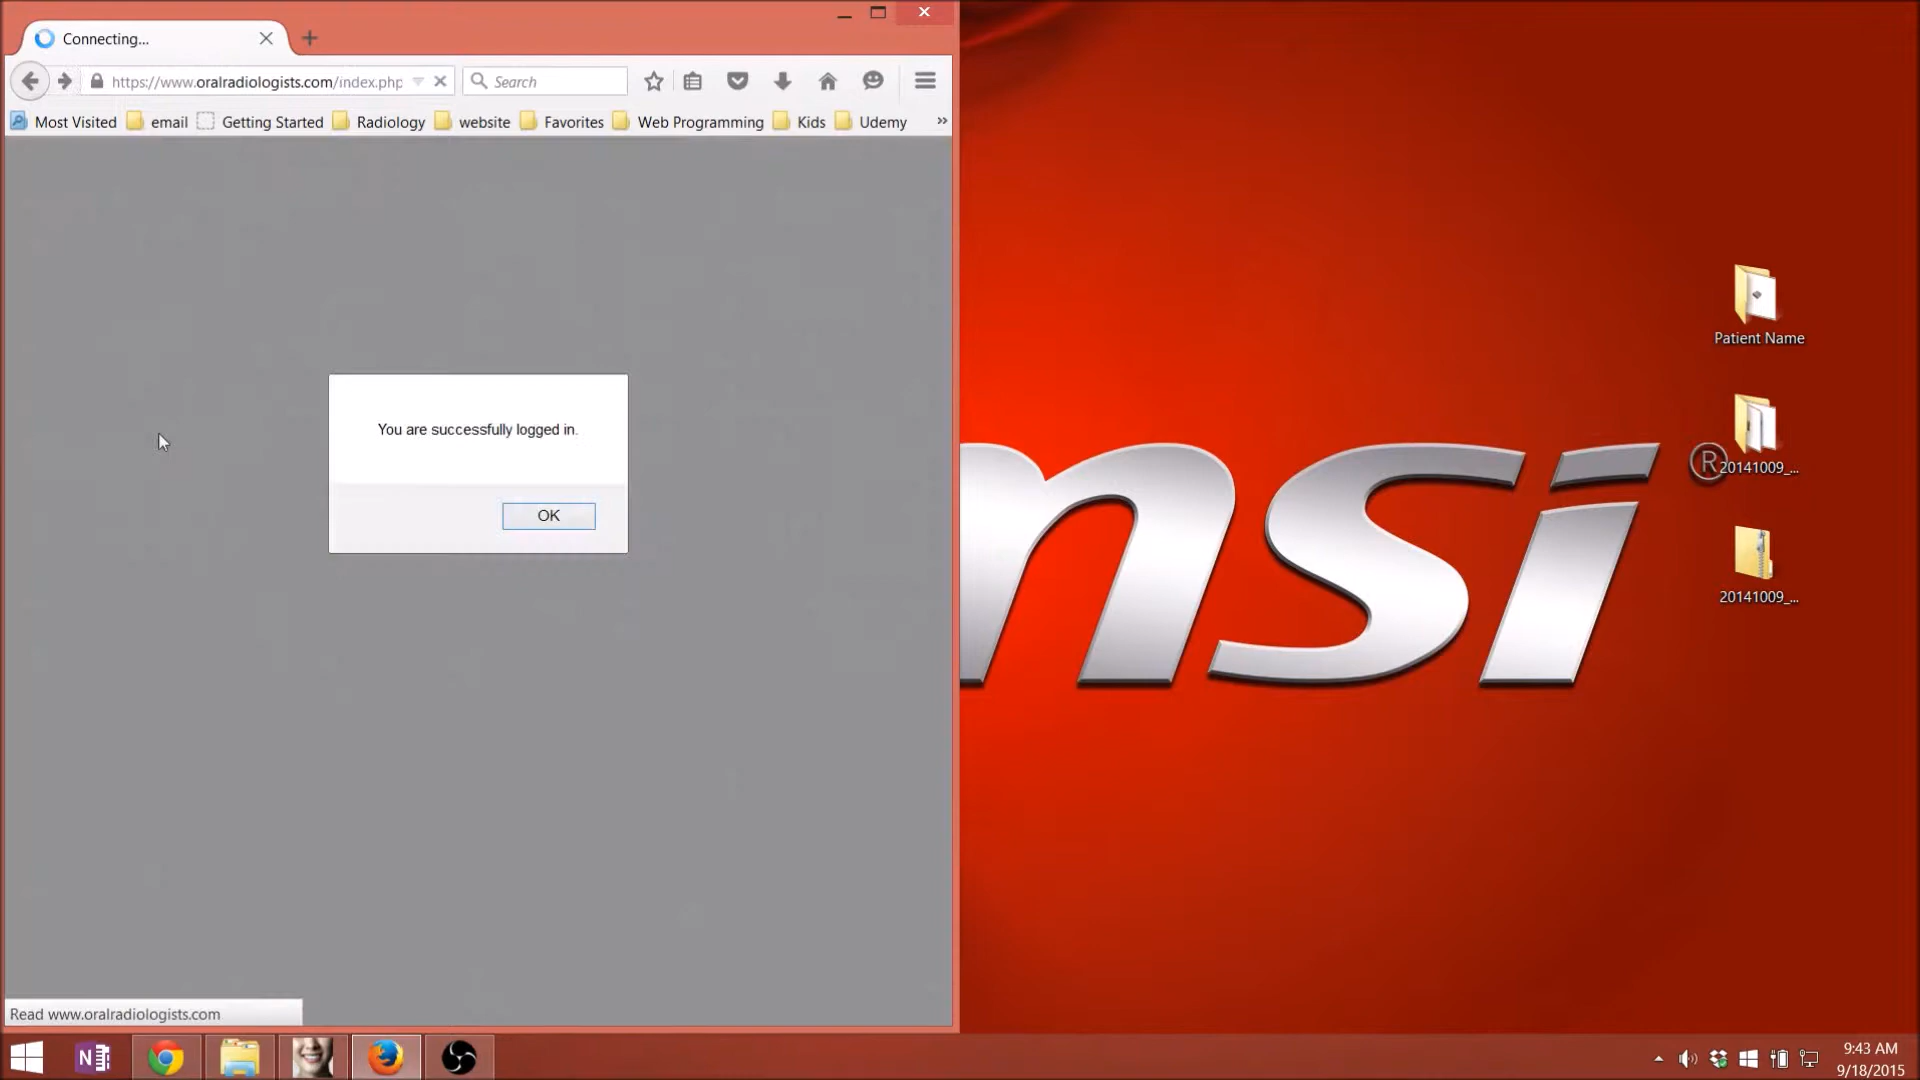 Connecting...
https://www.oralradiologists.com/index.php
Search
Most Visited
email
Getting Started
Radiology
website
Favorites
Web Programming
Kids
Udemy
»
You are successfully logged in.
OK
Read www.oralradiologists.com
msi
®
Patient Name
20141009_...
20141009_...
N
9:43 AM
9/18/2015